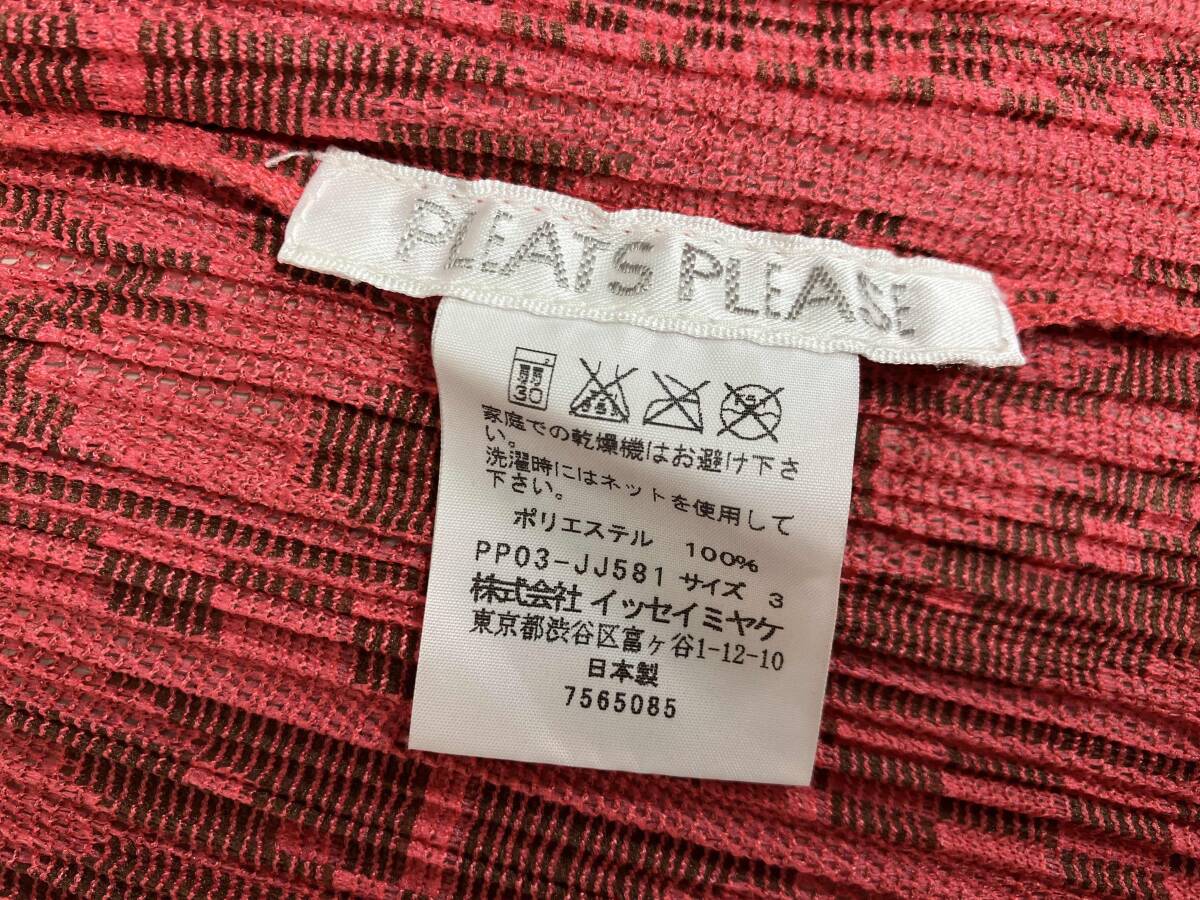 PLEATS PLEASE
弱 30
家庭での乾燥機はお避け下さ
い。
洗濯時にはネットを使用して
下さい。
ポリエステル 100%
PP03-JJ581 サイズ 3
株式会社 イッセイミヤケ
東京都渋谷区富ヶ谷1-12-10
日本製
7565085